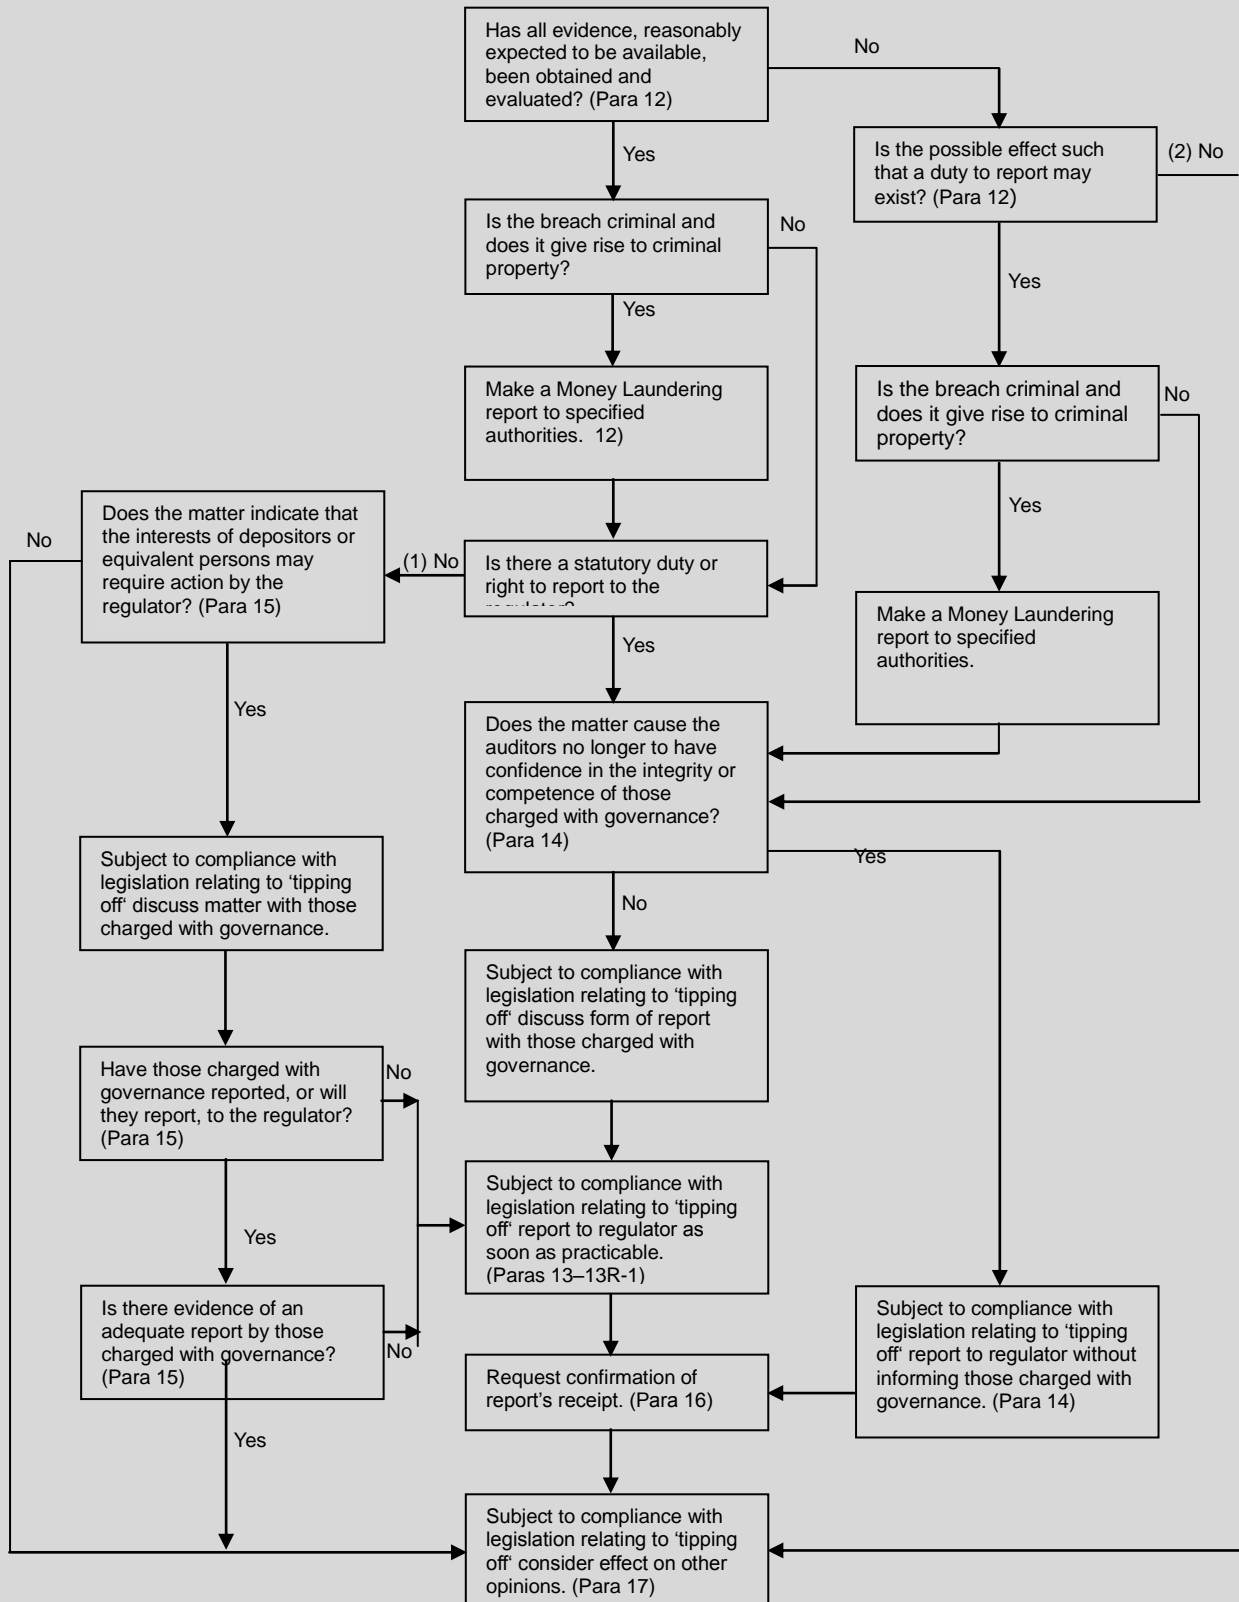 Has all evidence, reasonably
expected to be available,
been obtained and
evaluated? (Para 12)
No
Yes
Is the possible effect such
that a duty to report may
exist? (Para 12)
(2) No
Is the breach criminal and
does it give rise to criminal
property?
No
Yes
Yes
Make a Money Laundering
report to specified
authorities. 12)
Is the breach criminal and
does it give rise to criminal
property?
No
Yes
Does the matter indicate that
the interests of depositors or
equivalent persons may
require action by the
regulator? (Para 15)
No
(1) No
Is there a statutory duty or
right to report to the
regulator?
Yes
Make a Money Laundering
report to specified
authorities.
Yes
Does the matter cause the
auditors no longer to have
confidence in the integrity or
competence of those
charged with governance?
(Para 14)
Yes
No
Subject to compliance with
legislation relating to ‘tipping
off‘ discuss matter with those
charged with governance.
Subject to compliance with
legislation relating to ‘tipping
off‘ discuss form of report
with those charged with
governance.
Have those charged with
governance reported, or will
they report, to the regulator?
(Para 15)
No
Yes
Subject to compliance with
legislation relating to ‘tipping
off‘ report to regulator as
soon as practicable.
(Paras 13–13R-1)
Is there evidence of an
adequate report by those
charged with governance?
(Para 15)
No
Yes
Request confirmation of
report’s receipt. (Para 16)
Subject to compliance with
legislation relating to ‘tipping
off‘ report to regulator without
informing those charged with
governance. (Para 14)
Subject to compliance with
legislation relating to ‘tipping
off‘ consider effect on other
opinions. (Para 17)